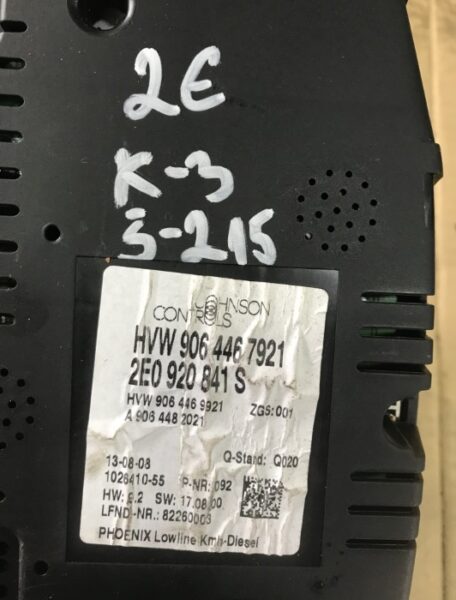 2E
K-3
S-215
JOHNSON
CONTROLS
HVW 906 446 7921
2E0 920 841 S
HVW 906 446 9921 ZGS: 001
A 906 448 2021
13-08-08 Q-Stand: Q020
1026410-55 P-NR: 092
HW: 9.2 SW: 17.08.00
LFND-NR.: 82260003
PHOENIX Lowline Kmh-Diesel